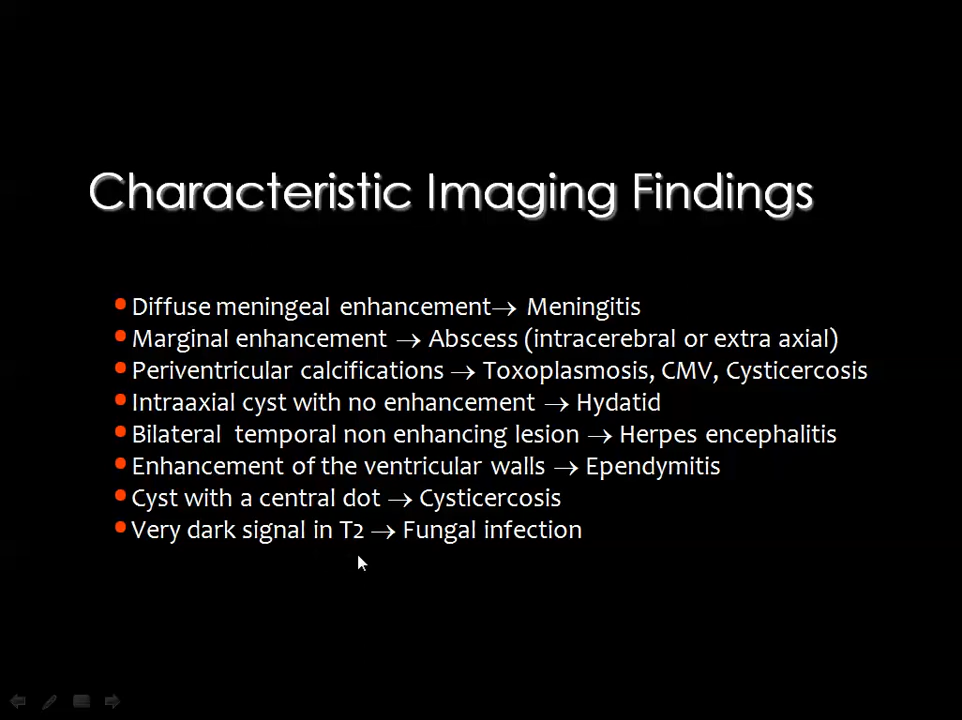 Characteristic Imaging Findings
• Diffuse meningeal enhancement→ Meningitis
• Marginal enhancement → Abscess (intracerebral or extra axial)
• Periventricular calcifications → Toxoplasmosis, CMV, Cysticercosis
• Intraaxial cyst with no enhancement → Hydatid
• Bilateral temporal non enhancing lesion → Herpes encephalitis
• Enhancement of the ventricular walls → Ependymitis
• Cyst with a central dot → Cysticercosis
• Very dark signal in T2 → Fungal infection